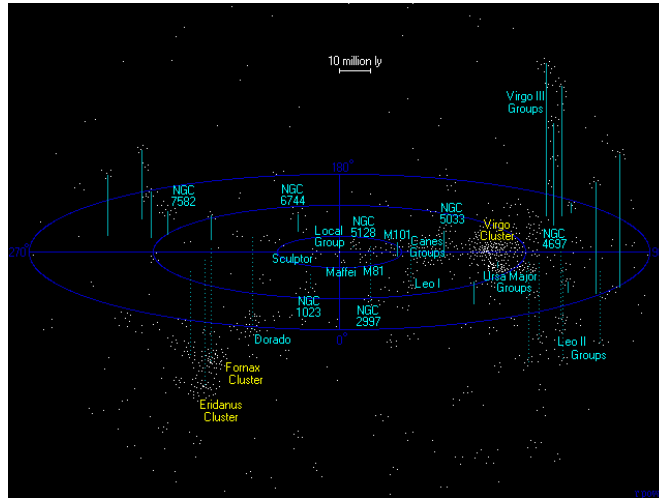 10 million ly
Virgo III
Groups
180°
NGC
7582
NGC
6744
NGC
5128
NGC
5033
Virgo
Cluster
NGC
4697
Local
Group
M101
Canes
Groups
270°
Sculptor
Maffei
M81
Leo I
Ursa Major
Groups
NGC
1023
NGC
2997
0°
Dorado
Leo II
Groups
Fornax
Cluster
Eridanus
Cluster